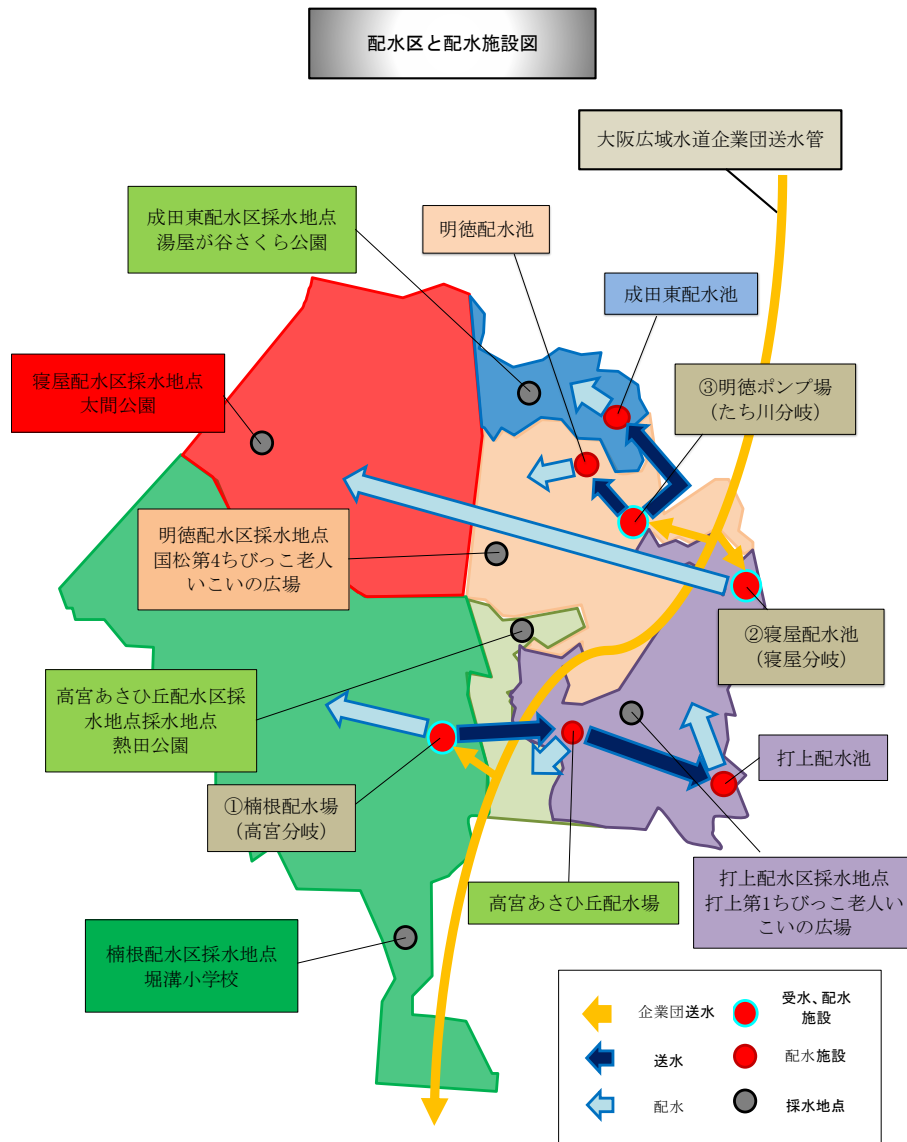 配水区と配水施設図
大阪広域水道企業団送水管
成田東配水区採水地点
湯屋が谷さくら公園
明徳配水池
成田東配水池
寝屋配水区採水地点
太間公園
③明徳ポンプ場
（たち川分岐）
明徳配水区採水地点
国松第4ちびっこ老人
いこいの広場
②寝屋配水池
（寝屋分岐）
高宮あさひ丘配水区採
水地点採水地点
熱田公園
打上配水池
①楠根配水場
（高宮分岐）
高宮あさひ丘配水場
打上配水区採水地点
打上第1ちびっこ老人い
こいの広場
楠根配水区採水地点
堀溝小学校
企業団送水
受水、配水
施設
送水
配水施設
配水
採水地点